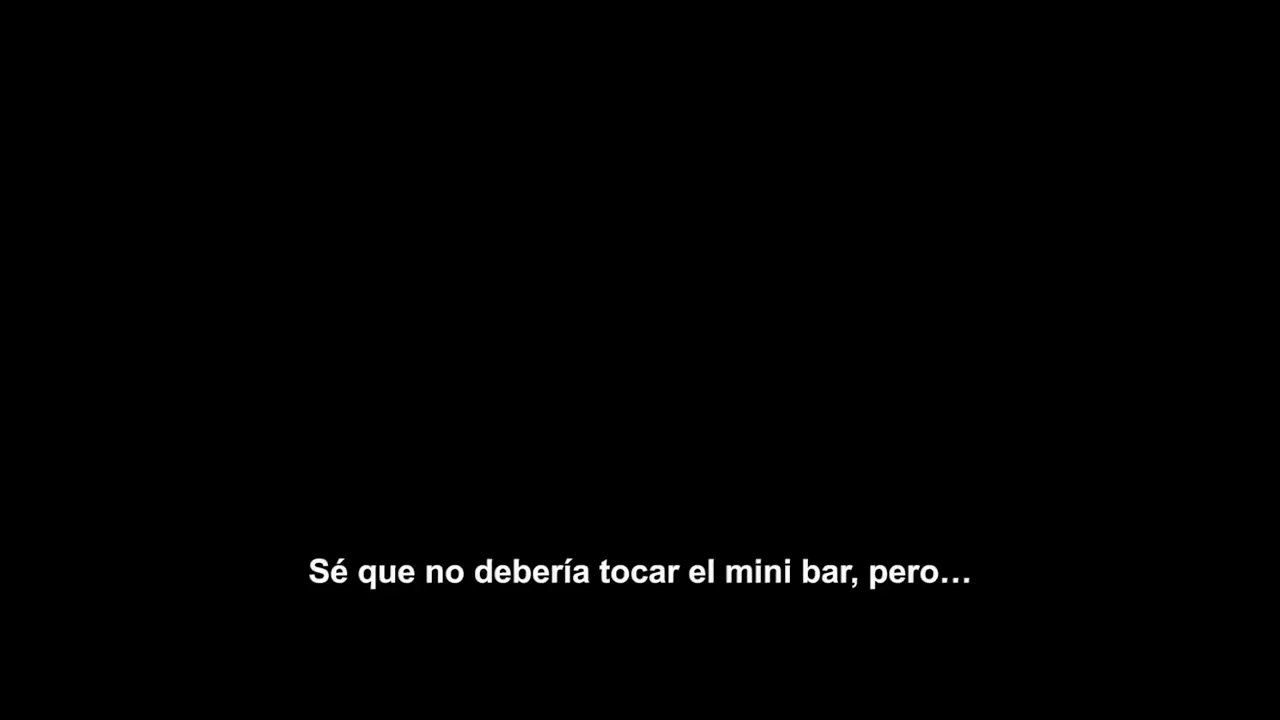 Sé que no debería tocar el mini bar, pero…